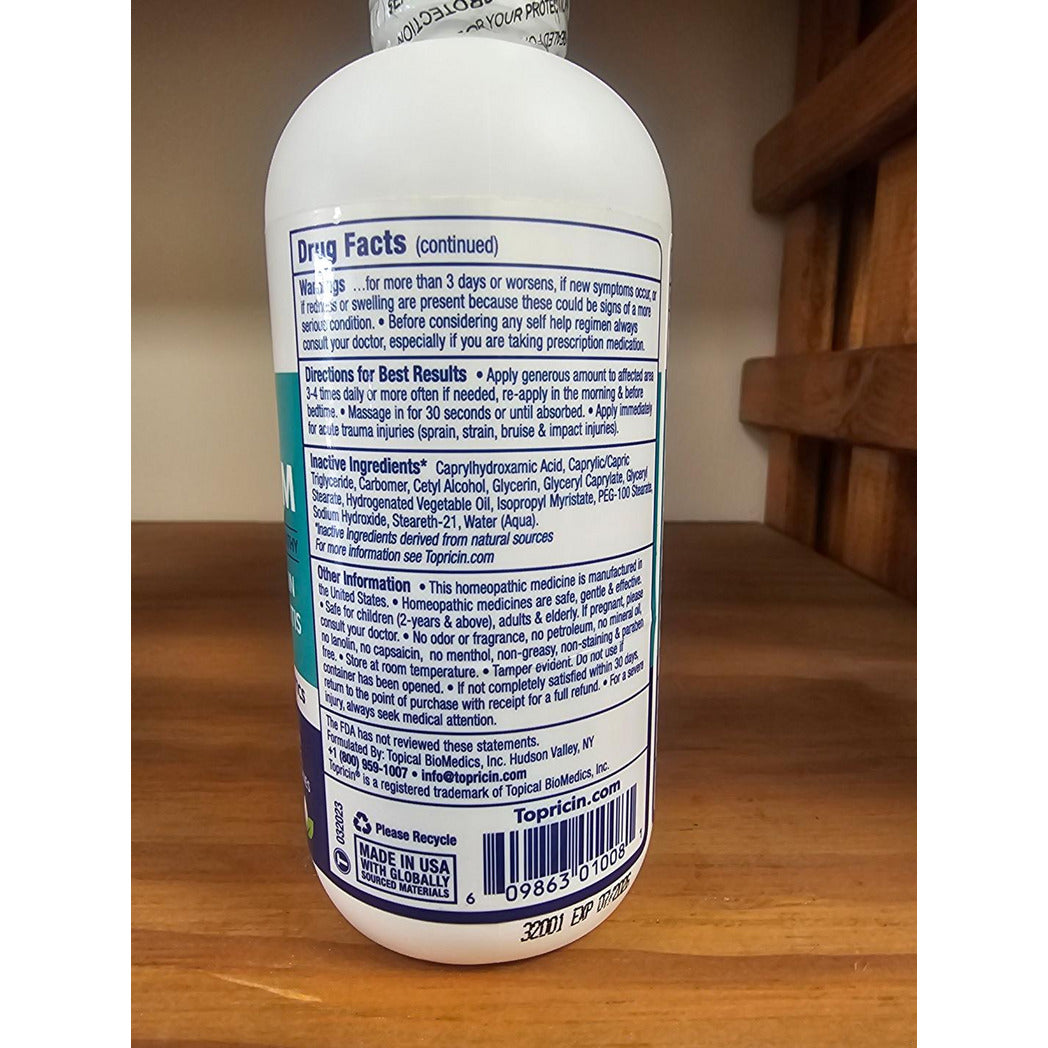 OR YOUR PROTECTION
Drug Facts (continued)
Warnings ...for more than 3 days or worsens, if new symptoms occur, or
if redness or swelling are present because these could be signs of a more
serious condition. • Before considering any self help regimen always
consult your doctor, especially if you are taking prescription medication.
Directions for Best Results • Apply generous amount to affected area
3-4 times daily or more often if needed, re-apply in the morning & before
bedtime. • Massage in for 30 seconds or until absorbed. • Apply immediately
for acute trauma injuries (sprain, strain, bruise & impact injuries).
Inactive Ingredients* Caprylhydroxamic Acid, Caprylic/Capric
Triglyceride, Carbomer, Cetyl Alcohol, Glycerin, Glyceryl Caprylate, Glyceryl
Stearate, Hydrogenated Vegetable Oil, Isopropyl Myristate, PEG-100 Stearate,
Sodium Hydroxide, Steareth-21, Water (Aqua).
*Inactive Ingredients derived from natural sources
For more information see Topricin.com
Other Information • This homeopathic medicine is manufactured in
the United States. • Homeopathic medicines are safe, gentle & effective.
• Safe for children (2-years & above), adults & elderly. If pregnant, please
consult your doctor. • No odor or fragrance, no petroleum, no mineral oil,
no lanolin, no capsaicin, no menthol, non-greasy, non-staining & paraben
free. • Store at room temperature. • Tamper evident. Do not use if
container has been opened. • If not completely satisfied within 30 days,
return to the point of purchase with receipt for a full refund. • For a severe
injury, always seek medical attention.
The FDA has not reviewed these statements.
Formulated By: Topical BioMedics, Inc. Hudson Valley, NY
+1 (800) 959-1007 • info@topricin.com
Topricin® is a registered trademark of Topical BioMedics, Inc.
Topricin.com
032023
Please Recycle
MADE IN USA
WITH GLOBALLY
SOURCED MATERIALS
6 09863 01008 1
32001 EXP 07/2026